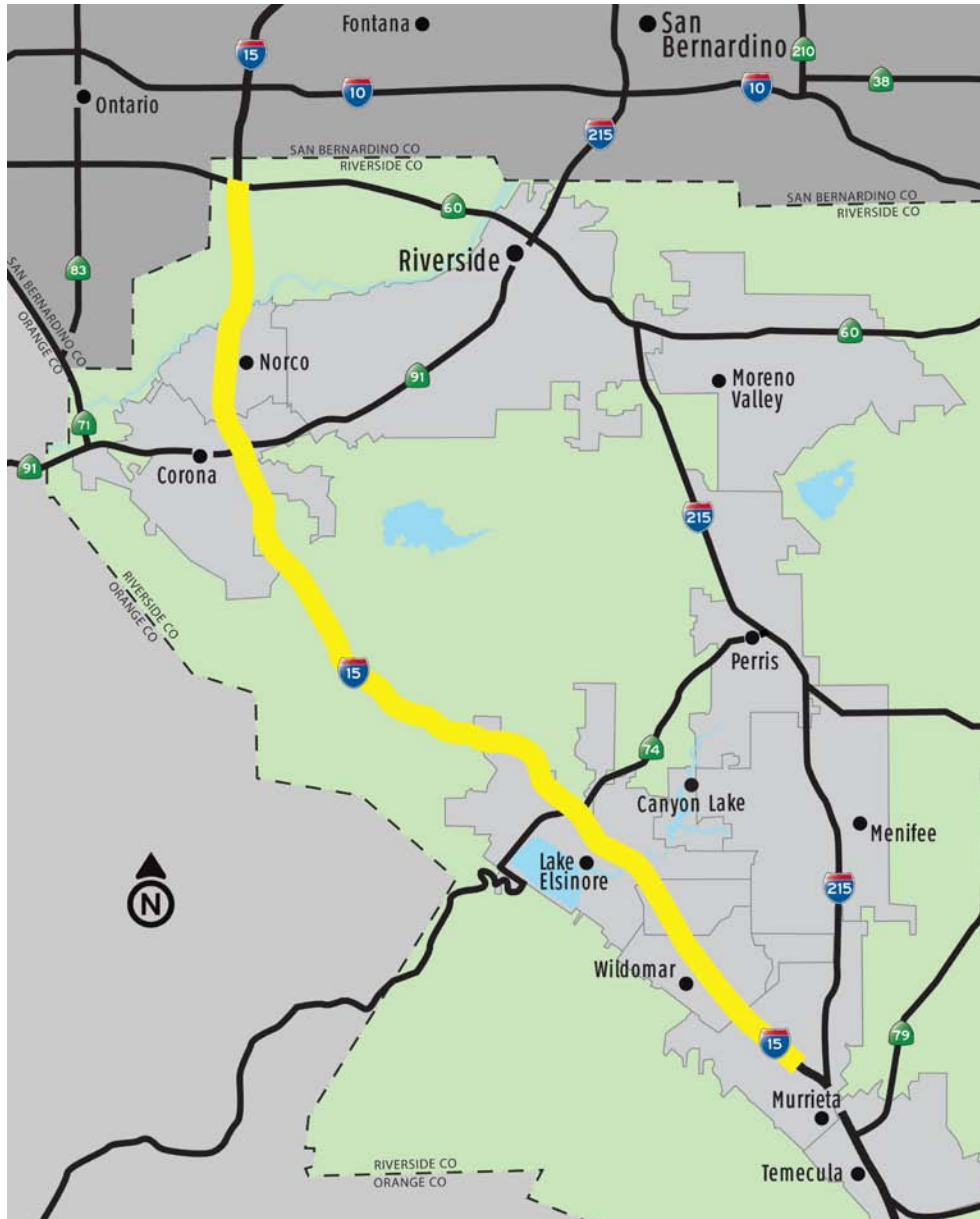 Fontana
San
Bernardino
15
210
38
10
10
Ontario
215
SAN BERNARDINO CO
RIVERSIDE CO
SAN BERNARDINO CO
RIVERSIDE CO
60
Riverside
83
SAN BERNARDINO CO
ORANGE CO
60
Norco
91
Moreno
Valley
71
91
Corona
215
RIVERSIDE CO
ORANGE CO
Perris
15
74
Canyon Lake
Menifee
Lake
Elsinore
215
N
Wildomar
15
79
Murrieta
RIVERSIDE CO
ORANGE CO
Temecula